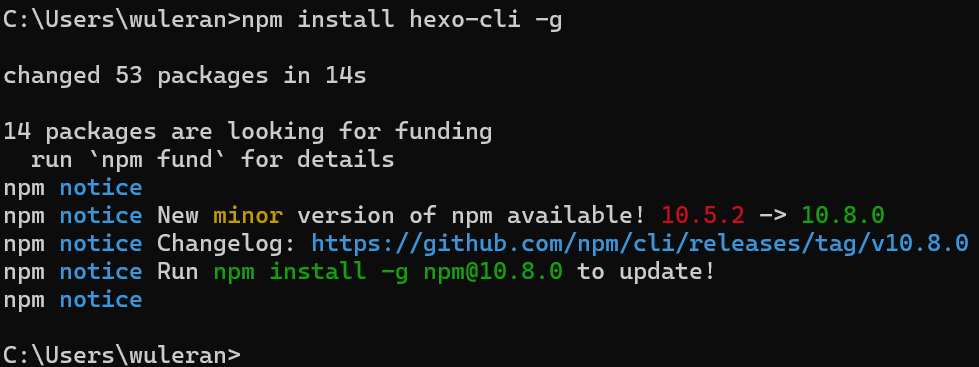 C:\Users\wuleran>npm install hexo-cli -g
changed 53 packages in 14s
14 packages are looking for funding
run `npm fund` for details
npm notice
npm notice New minor version of npm available! 10.5.2 -> 10.8.0
npm notice Changelog: https://github.com/npm/cli/releases/tag/v10.8.0
npm notice Run npm install -g npm@10.8.0 to update!
npm notice
C:\Users\wuleran>